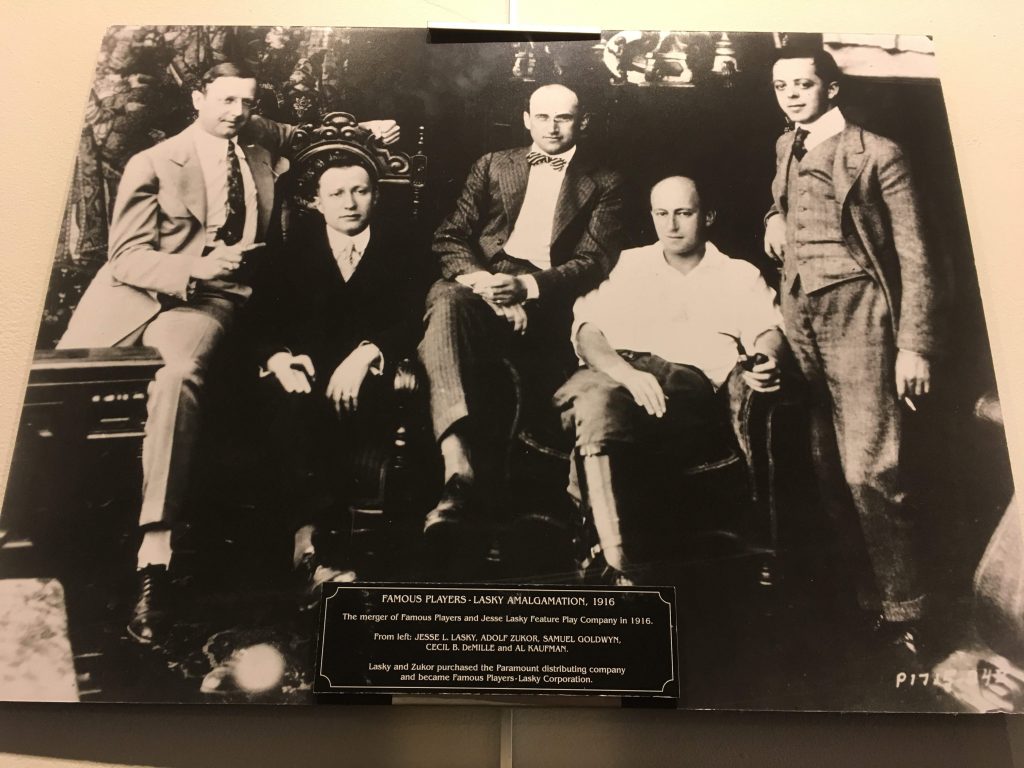 FAMOUS PLAYERS - LASKY AMALGAMATION, 1916
The merger of Famous Players and Jesse Lasky Feature Play Company in 1916.
From left: JESSE L. LASKY, ADOLF ZUKOR, SAMUEL GOLDWYN,
CECIL B. DeMILLE and AL KAUFMAN.
Lasky and Zukor purchased the Paramount distributing company
and became Famous Players-Lasky Corporation.